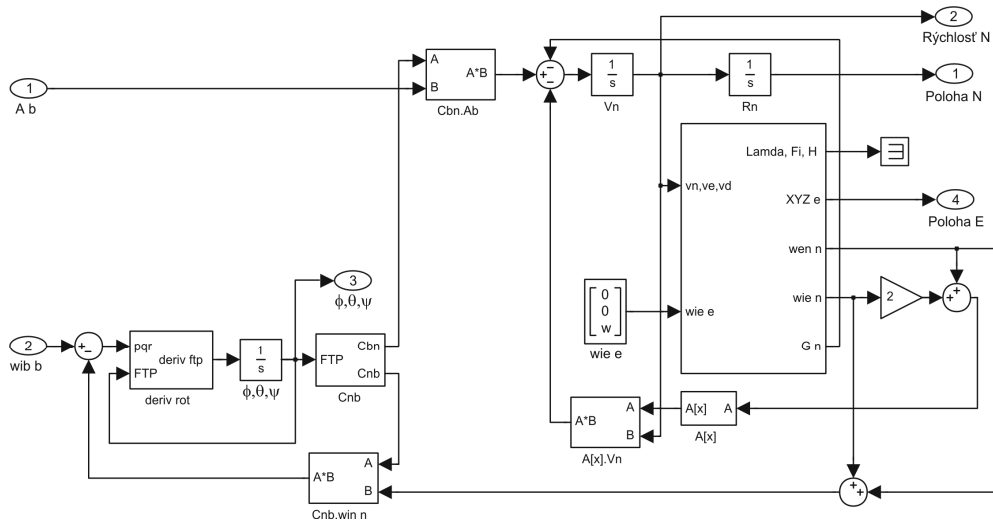 2
Rýchlosť N
1
A b
A
B
A*B
Cbn.Ab
+
−
−
1
s
Vn
1
s
Rn
1
Poloha N
Lamda, Fi, H
vn,ve,vd
XYZ e
4
Poloha E
wen n
wie n
wie e
G n
0
0
w
wie e
2
+
+
3
ϕ,θ,ψ
2
wib b
+
−
pqr
deriv ftp
FTP
deriv rot
1
s
ϕ,θ,ψ
FTP
Cbn
Cnb
Cnb
A*B
A
B
A[x].Vn
A[x]
A
A[x]
A*B
A
B
Cnb.win n
+
+